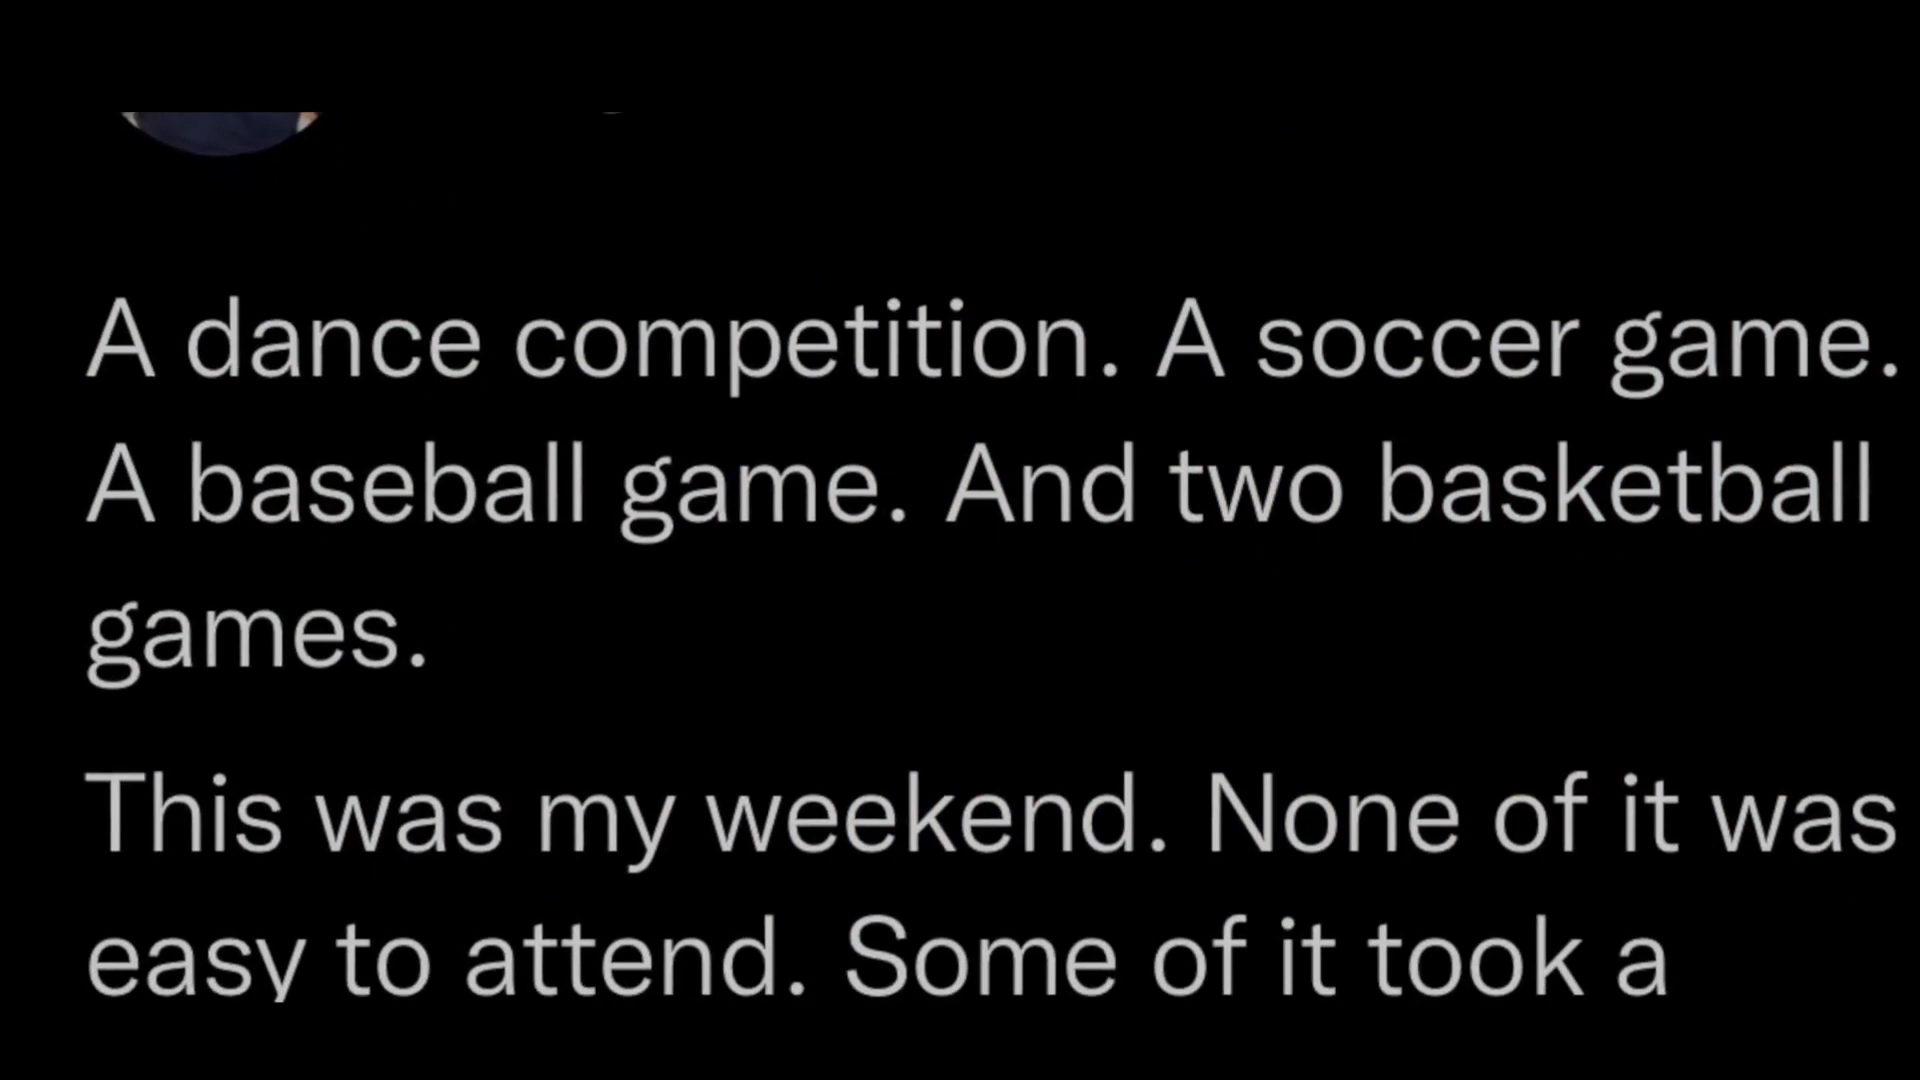 A dance competition. A soccer game.
A baseball game. And two basketball
games.
This was my weekend. None of it was
easy to attend. Some of it took a